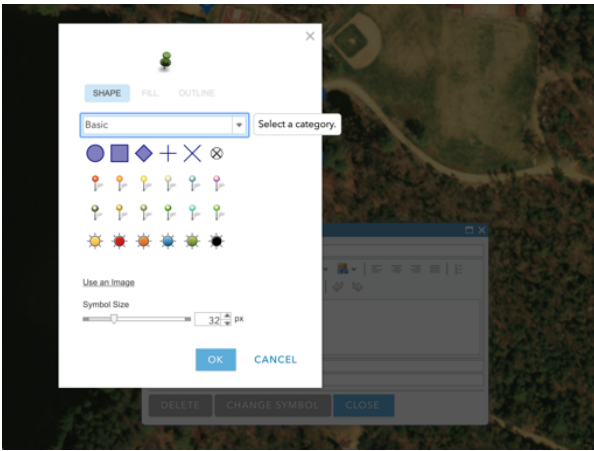 SHAPE FILL OUTLINE
Basic
Select a category.
Use an Image
Symbol Size
32 px
OK CANCEL
DELETE CHANGE SYMBOL CLOSE